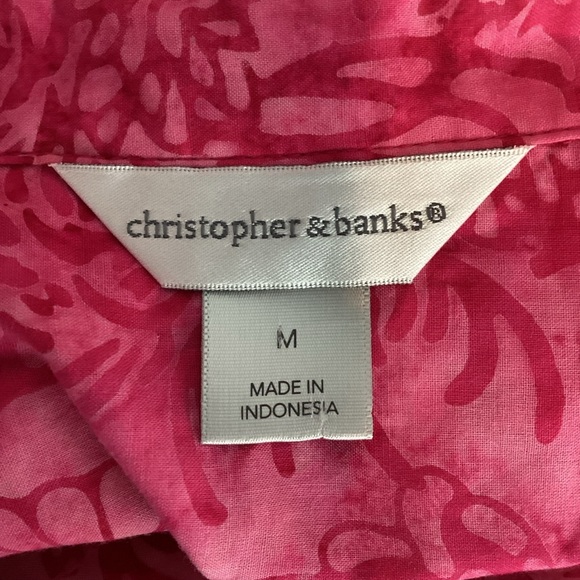 christopher & banks®
M
MADE IN
INDONESIA